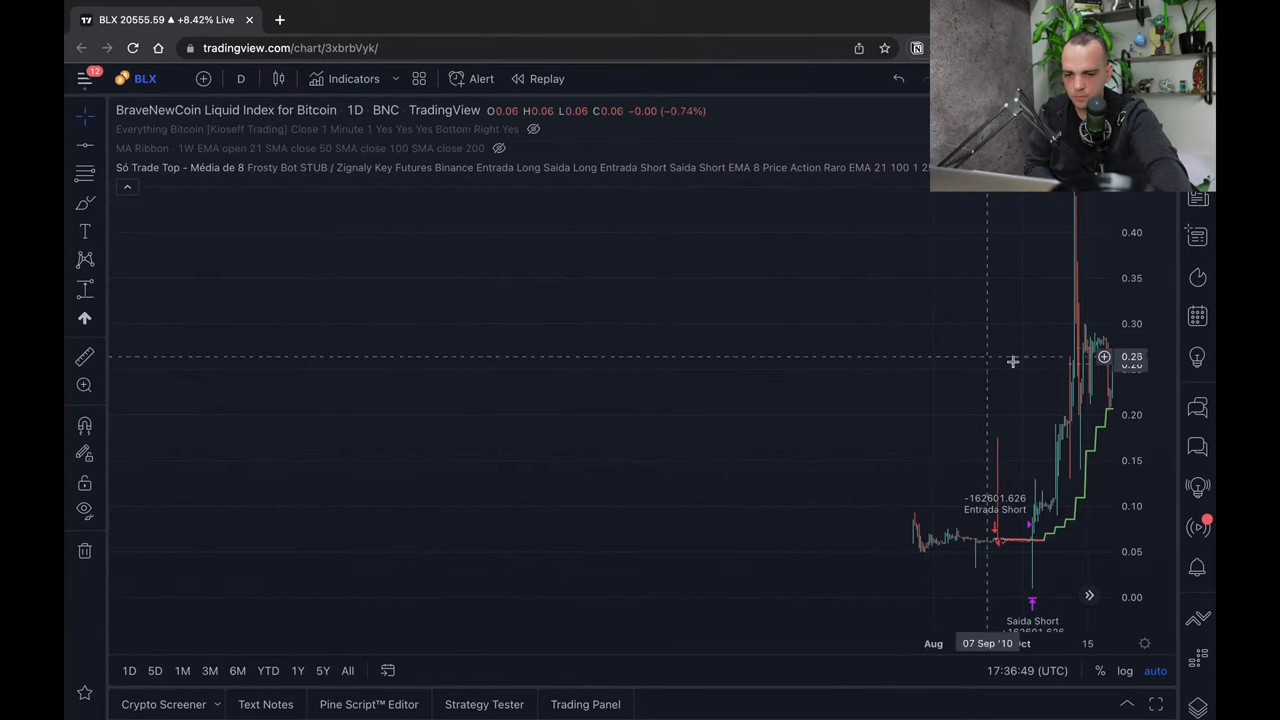 BLX 20555.59 ▲ +8.42% Live
tradingview.com/chart/3xbrbVyk/
12
BLX
D
Indicators
Alert
Replay
BraveNewCoin Liquid Index for Bitcoin · 1D · BNC · TradingView O0.06 H0.06 L0.06 C0.06 −0.00 (−0.74%)
Everything Bitcoin [Kioseff Trading] Close 1 Minute 1 Yes Yes Yes Bottom Right Yes
MA Ribbon · 1W EMA open 21 SMA close 50 SMA close 100 SMA close 200
Só Trade Top - Média de 8 Frosty Bot STUB / Zignaly Key Futures Binance Entrada Long Saida Long Entrada Short Saida Short EMA 8 Price Action Raro EMA 21 100 1
0.40
0.35
0.30
0.26
0.20
0.15
-162601.626
Entrada Short
0.10
0.05
0.00
Saida Short
+162601.626
Aug
07 Sep '10
15
1D 5D 1M 3M 6M YTD 1Y 5Y All
17:36:49 (UTC)
% log auto
Crypto Screener
Text Notes
Pine Script™ Editor
Strategy Tester
Trading Panel